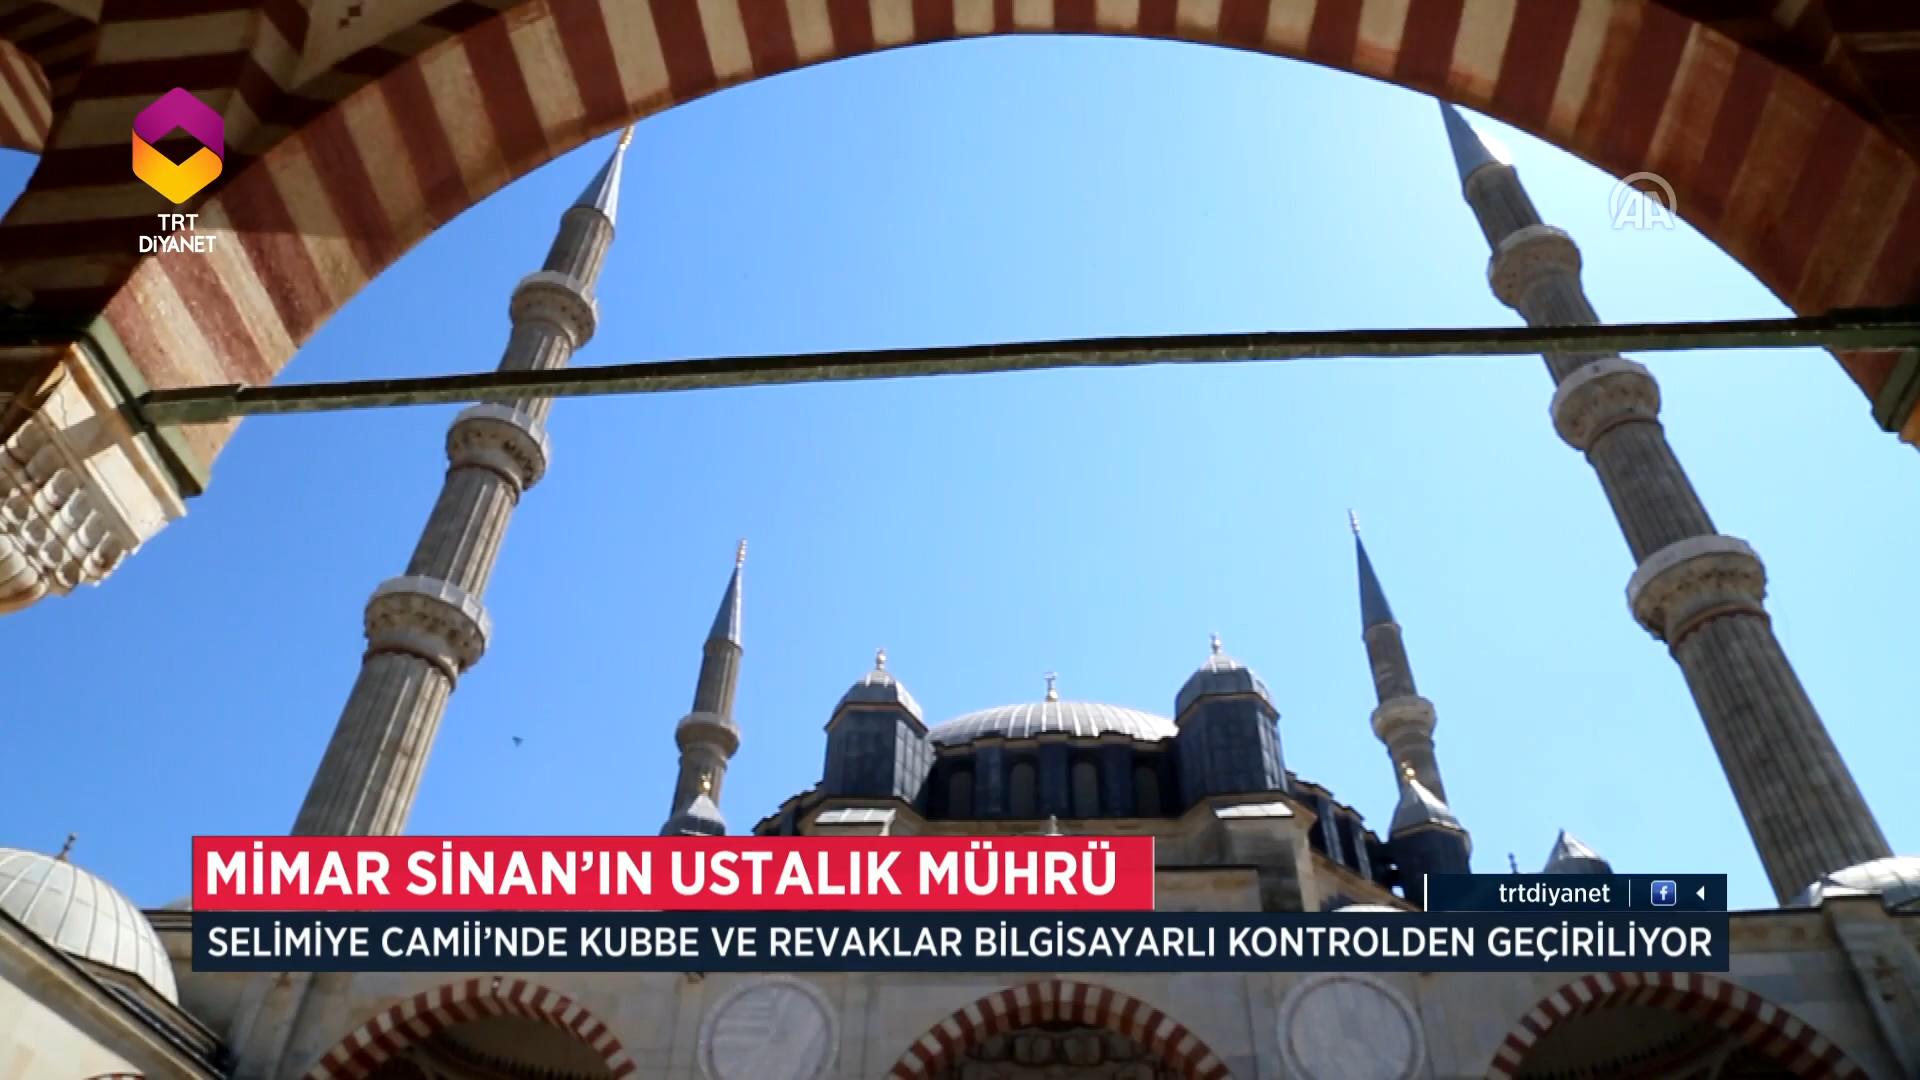 TRT
DİYANET
AA
MİMAR SİNAN’IN USTALIK MÜHRÜ
trtdiyanet
SELİMİYE CAMİİ’NDE KUBBE VE REVAKLAR BİLGİSAYARLI KONTROLDEN GEÇİRİLİYOR